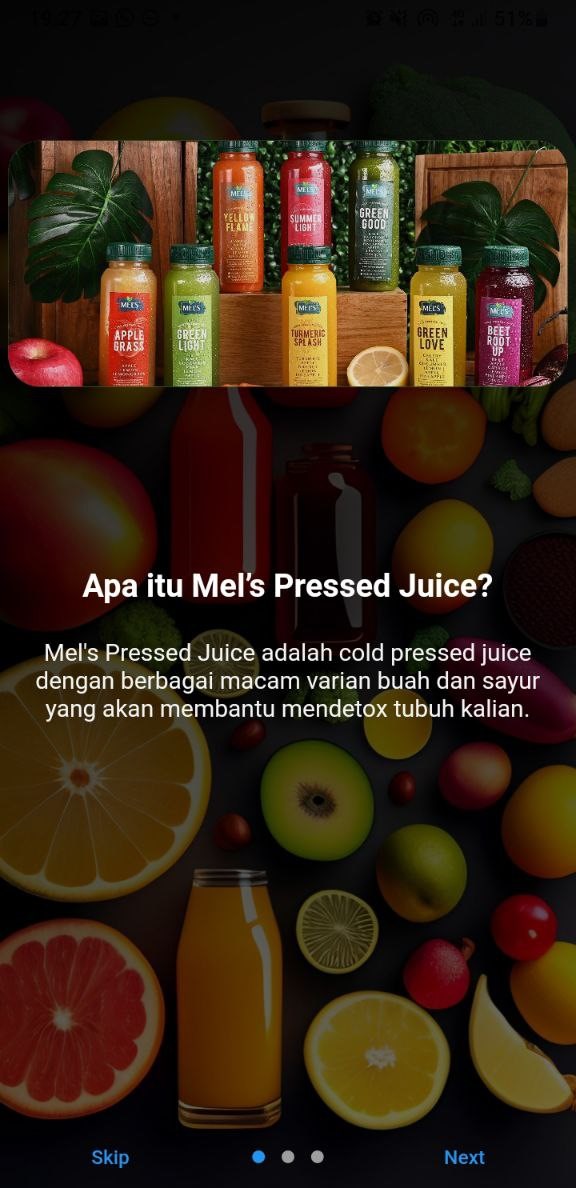 19:27
51%
MEL'S
MEL'S
MEL'S
YELLOW
FLAME
SUMMER
LIGHT
GREEN
GOOD
MEL'S
MEL'S
MEL'S
MEL'S
MEL'S
APPLE
GRASS
GREEN
LIGHT
TURMERIC
SPLASH
GREEN
LOVE
BEET
ROOT
UP
Apa itu Mel’s Pressed Juice?
Mel's Pressed Juice adalah cold pressed juice
dengan berbagai macam varian buah dan sayur
yang akan membantu mendetox tubuh kalian.
Skip
Next